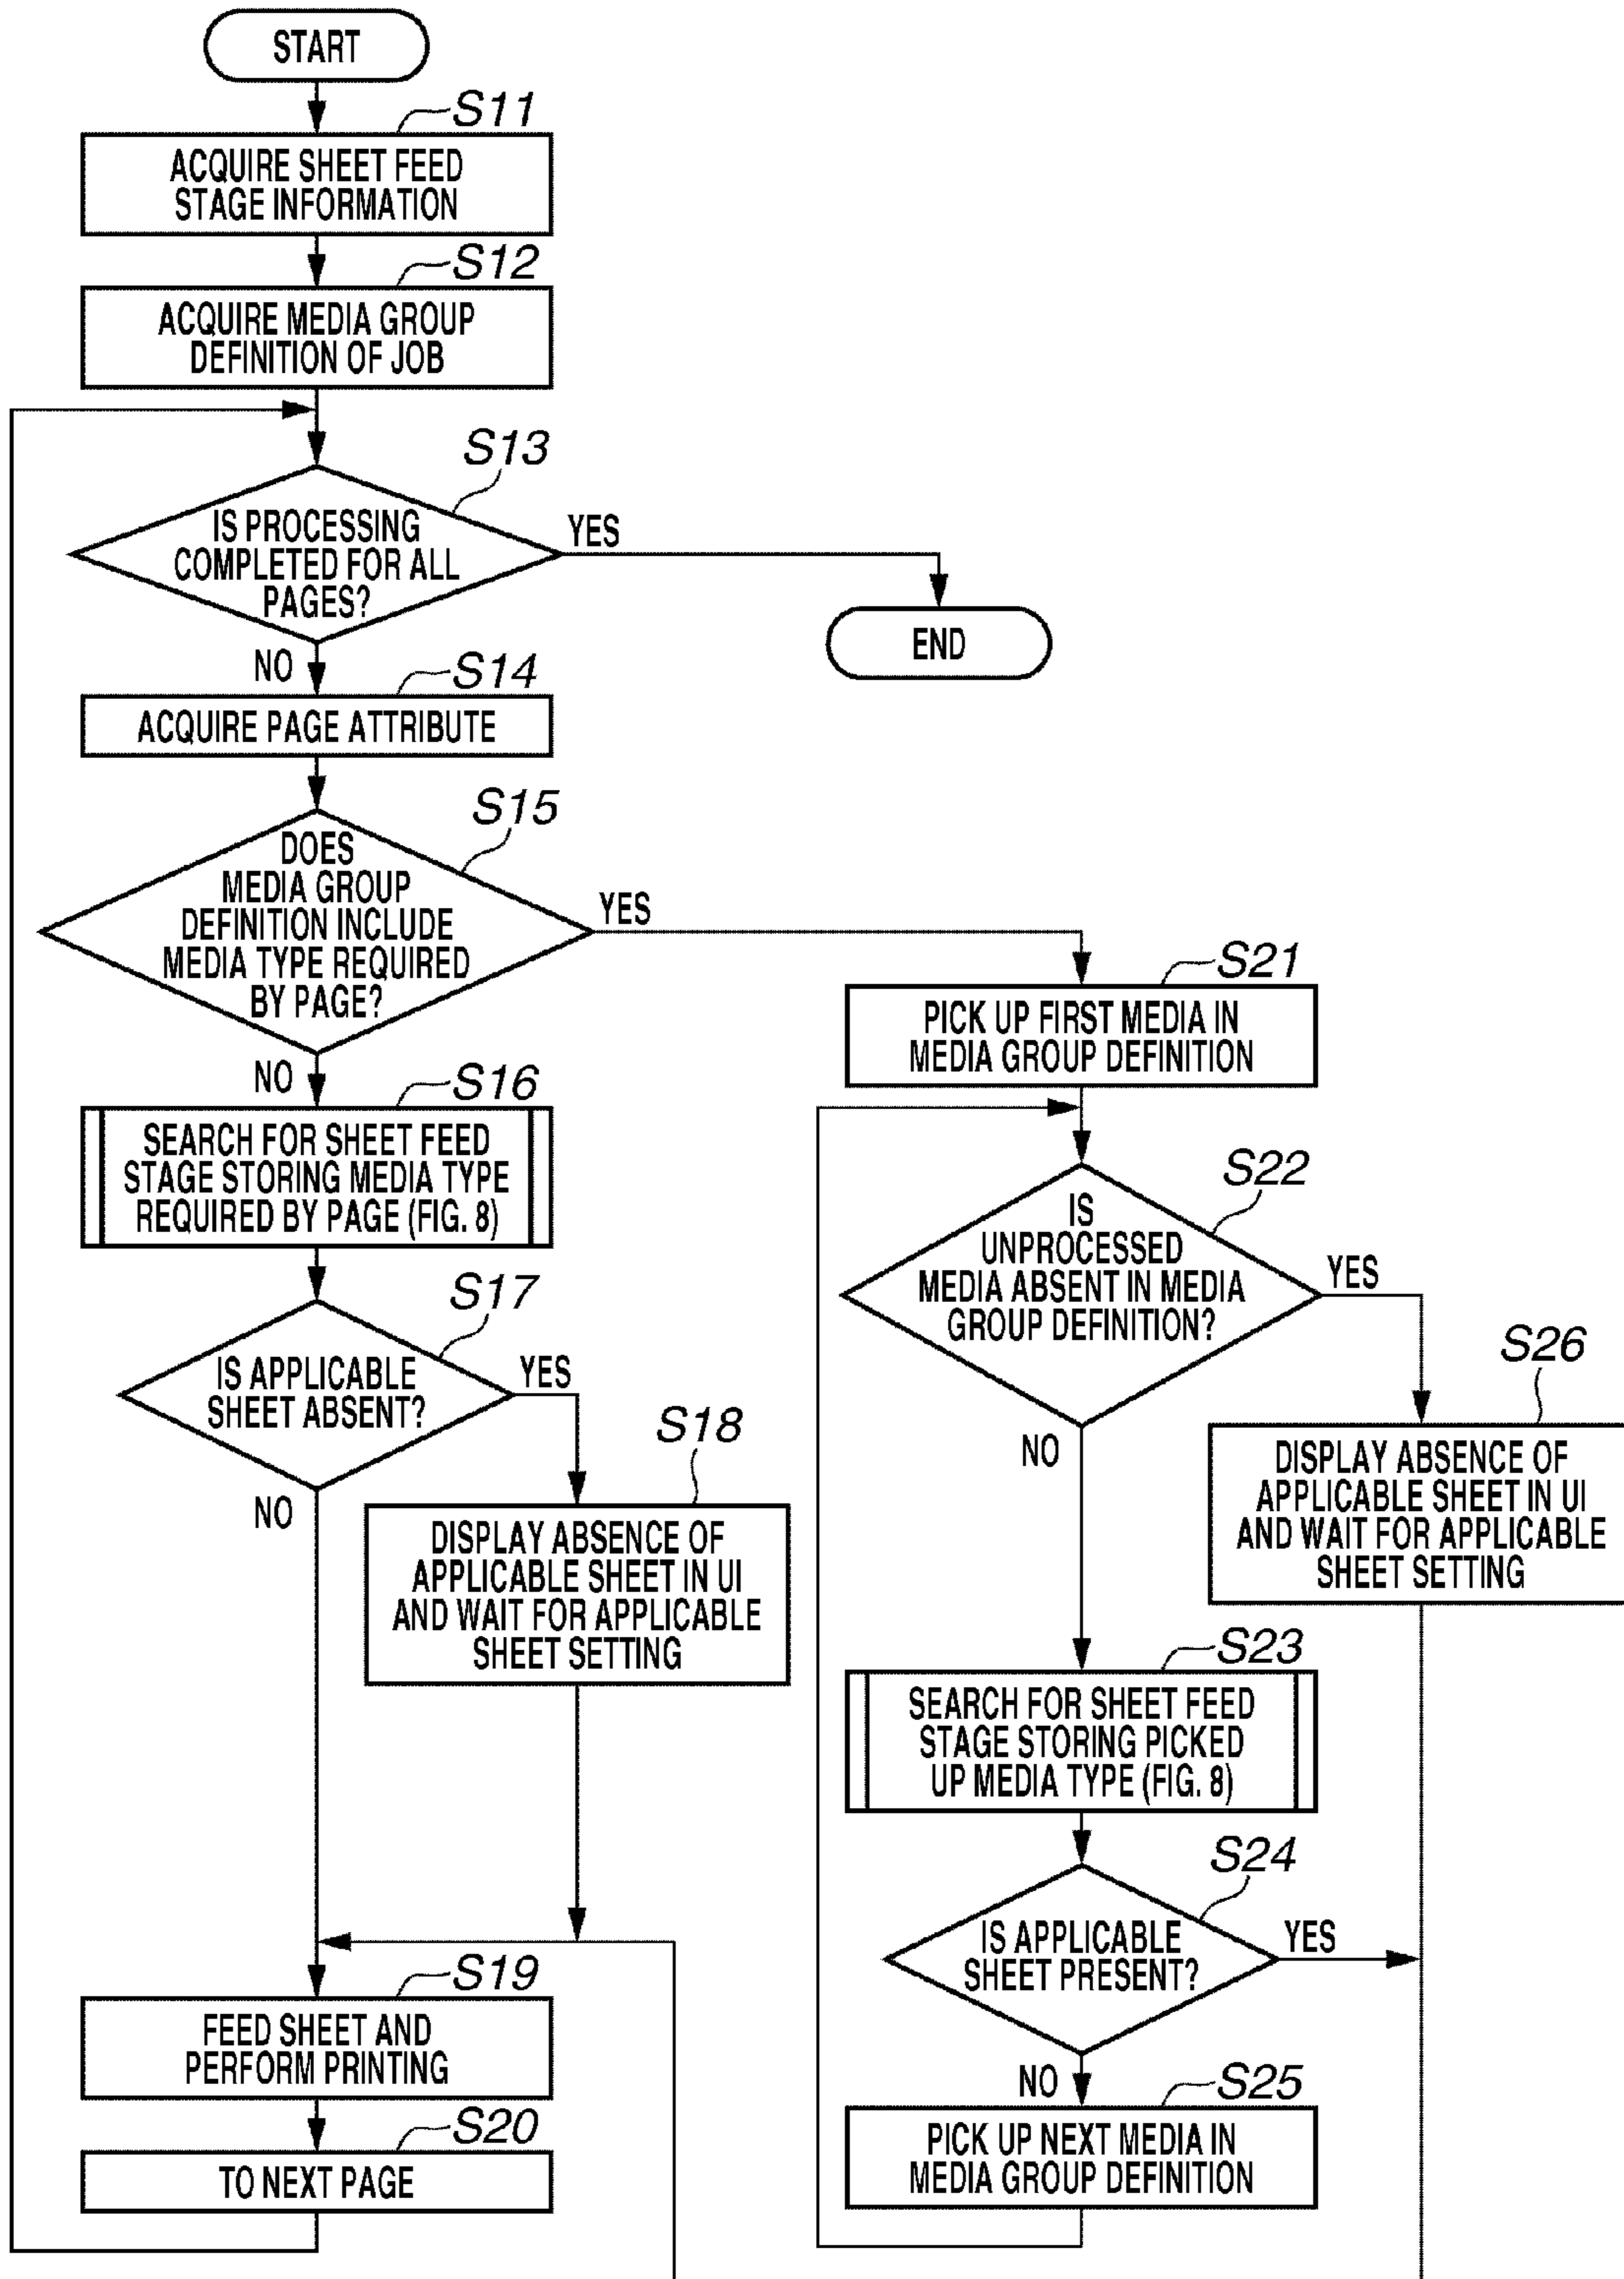 START
S11
ACQUIRE SHEET FEED
STAGE INFORMATION
S12
ACQUIRE MEDIA GROUP
DEFINITION OF JOB
S13
IS PROCESSING
COMPLETED FOR ALL
PAGES?
YES
END
NO
S14
ACQUIRE PAGE ATTRIBUTE
S15
DOES
MEDIA GROUP
DEFINITION INCLUDE
MEDIA TYPE REQUIRED
BY PAGE?
YES
NO
S16
SEARCH FOR SHEET FEED
STAGE STORING MEDIA TYPE
REQUIRED BY PAGE (FIG. 8)
S17
IS APPLICABLE
SHEET ABSENT?
YES
NO
S18
DISPLAY ABSENCE OF
APPLICABLE SHEET IN UI
AND WAIT FOR APPLICABLE
SHEET SETTING
S19
FEED SHEET AND
PERFORM PRINTING
S20
TO NEXT PAGE
S21
PICK UP FIRST MEDIA IN
MEDIA GROUP DEFINITION
S22
IS
UNPROCESSED
MEDIA ABSENT IN MEDIA
GROUP DEFINITION?
YES
NO
S26
DISPLAY ABSENCE OF
APPLICABLE SHEET IN UI
AND WAIT FOR APPLICABLE
SHEET SETTING
S23
SEARCH FOR SHEET FEED
STAGE STORING PICKED
UP MEDIA TYPE (FIG. 8)
S24
IS APPLICABLE
SHEET PRESENT?
YES
NO
S25
PICK UP NEXT MEDIA IN
MEDIA GROUP DEFINITION